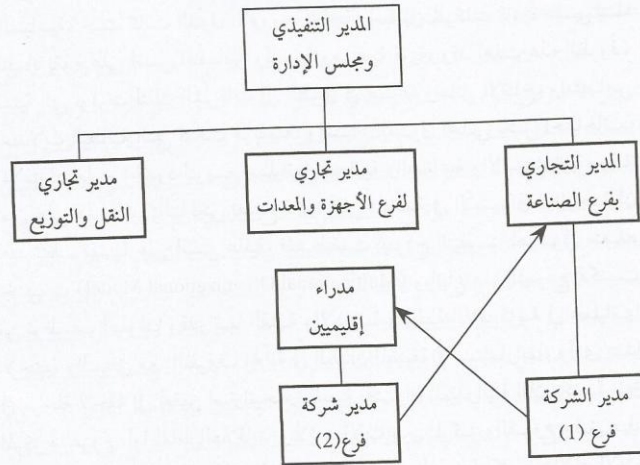 المدير التنفيذي
ومجلس الإدارة
المدير التجاري
بفرع الصناعة
مدير تجاري
لفرع الأجهزة والمعدات
مدير تجاري
النقل والتوزيع
مدراء
إقليميين
مدير الشركة
فرع (1)
مدير شركة
فرع(2)